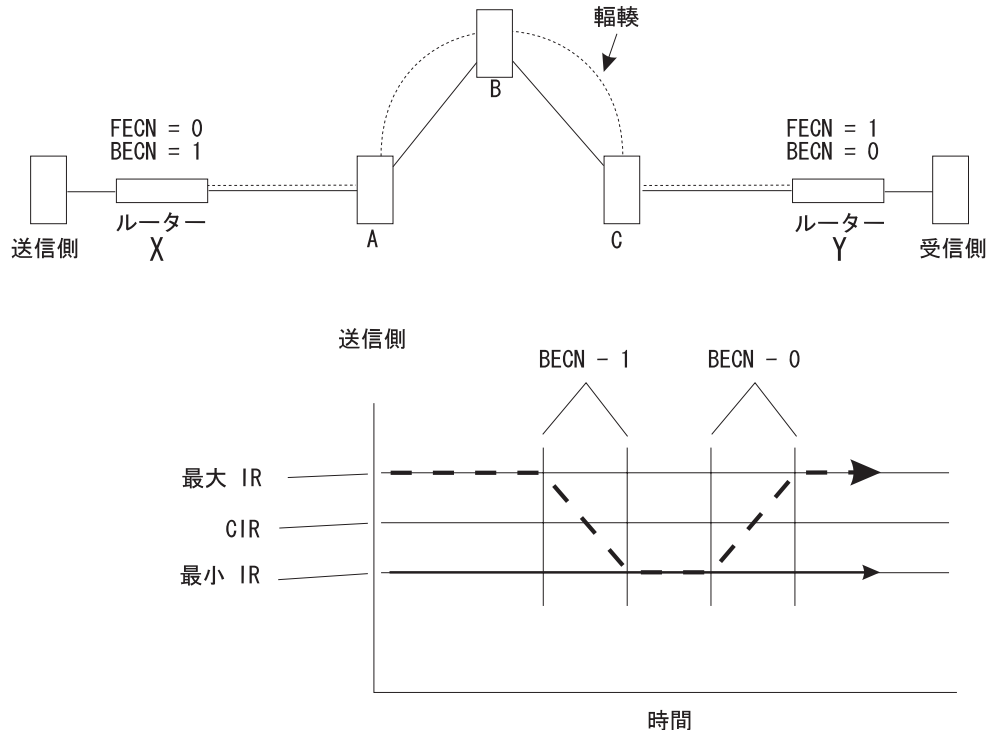 輻輳
B
FECN = 0
BECN = 1
FECN = 1
BECN = 0
送信側
ルーター
X
A
C
ルーター
Y
受信側
送信側
BECN - 1
BECN - 0
最大 IR
CIR
最小 IR
時間